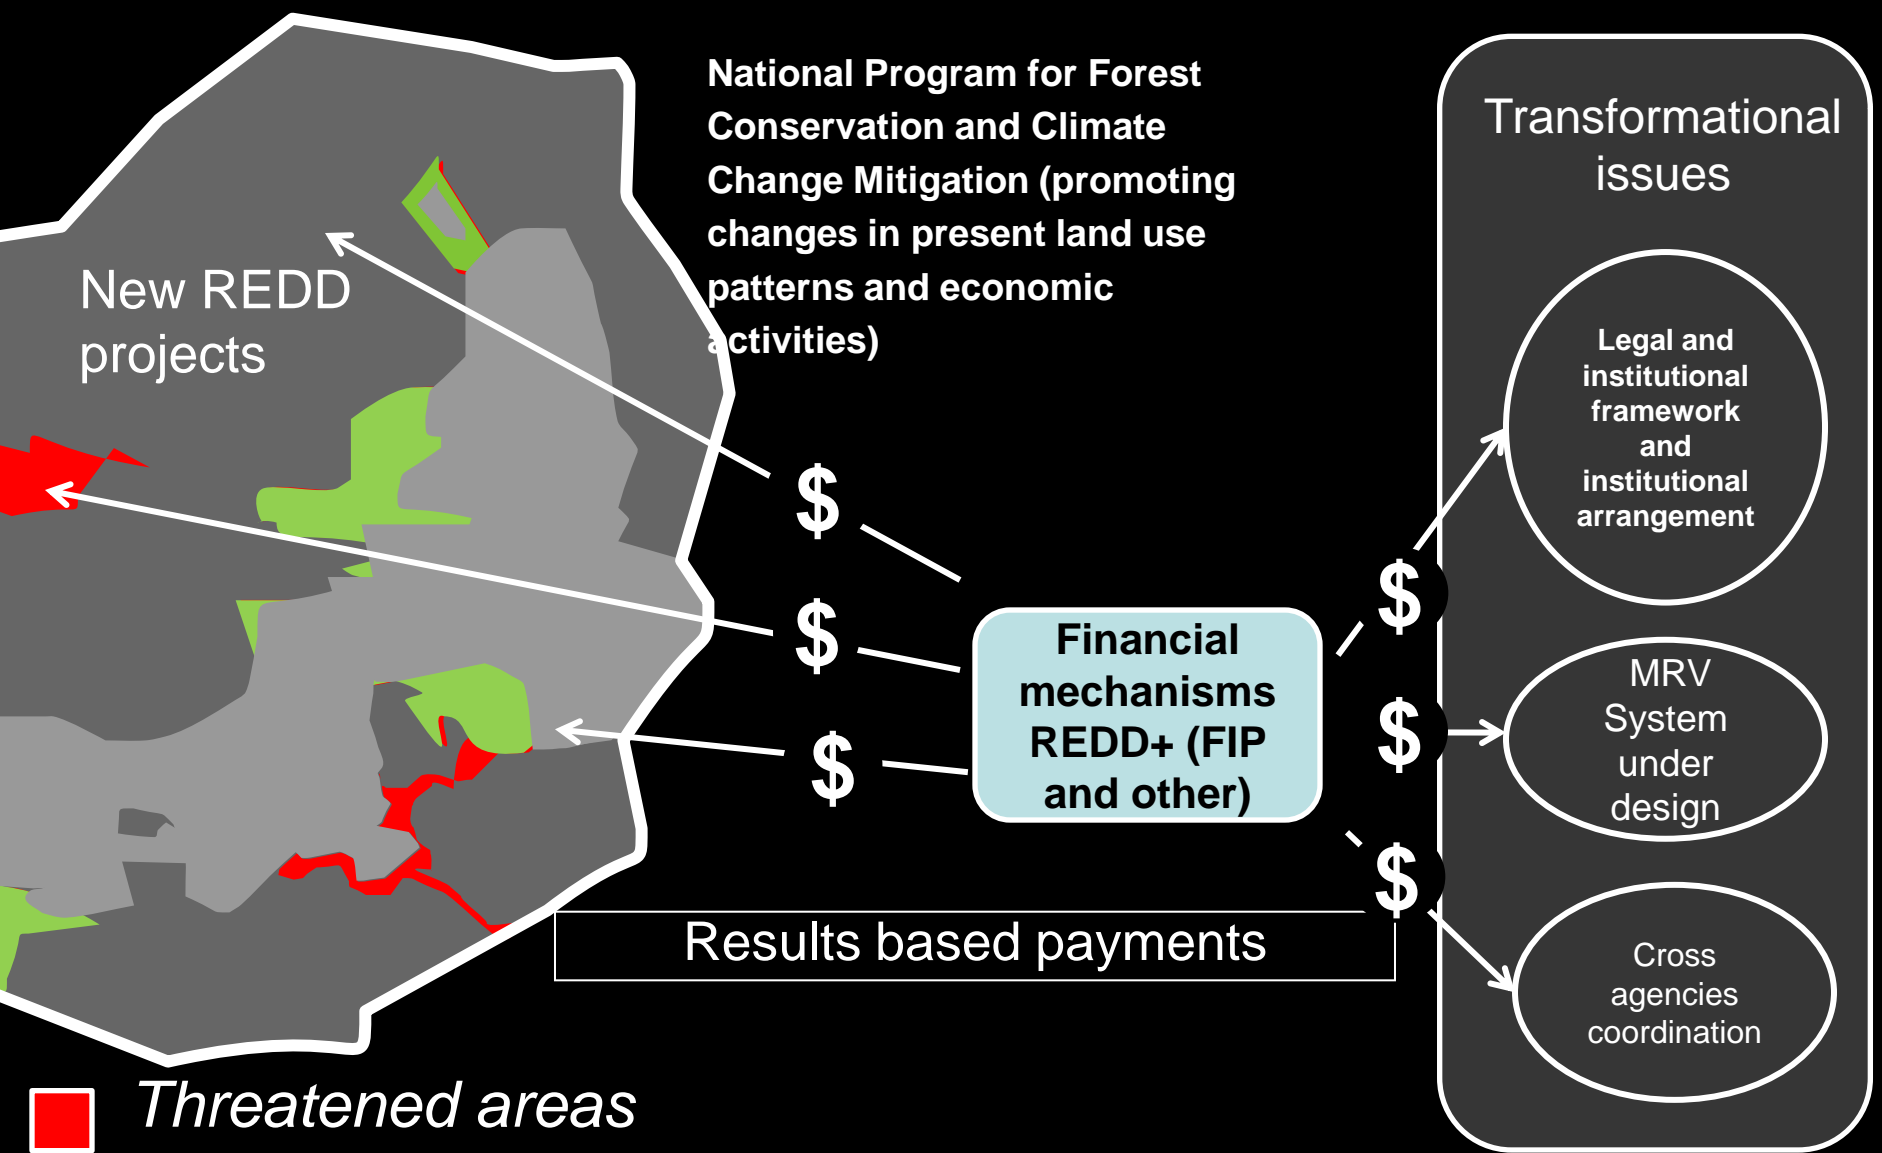 National Program for Forest
Conservation and Climate
Change Mitigation (promoting
changes in present land use
patterns and economic
activities)
New REDD
projects
$
$
$
Financial
mechanisms
REDD+ (FIP
and other)
$
$
$
Results based payments
Threatened areas
Transformational
issues
Legal and
institutional
framework
and
institutional
arrangement
MRV
System
under
design
Cross
agencies
coordination